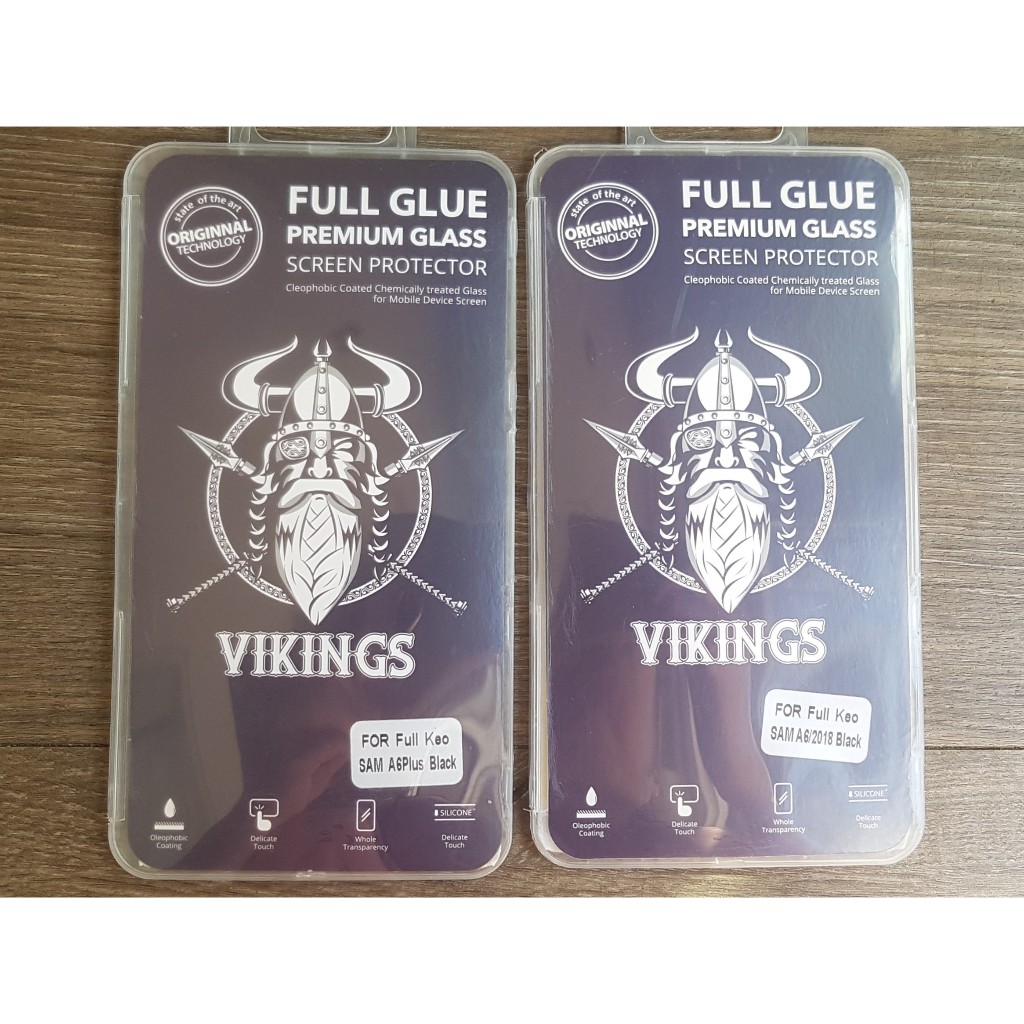 state of the art
ORIGINNAL
TECHNOLOGY
FULL GLUE
PREMIUM GLASS
SCREEN PROTECTOR
Cleophobic Coated Chemically treated Glass
for Mobile Device Screen
VIKINGS
FOR Full Keo
SAM A6Plus Black
Oleophobic
Coating
Delicate
Touch
Whole
Transparency
SILICONE
Delicate
Touch
state of the art
ORIGINNAL
TECHNOLOGY
FULL GLUE
PREMIUM GLASS
SCREEN PROTECTOR
Cleophobic Coated Chemically treated Glass
for Mobile Device Screen
VIKINGS
FOR Full Keo
SAM A6/2018 Black
Oleophobic
Coating
Delicate
Touch
Whole
Transparency
SILICONE
Delicate
Touch